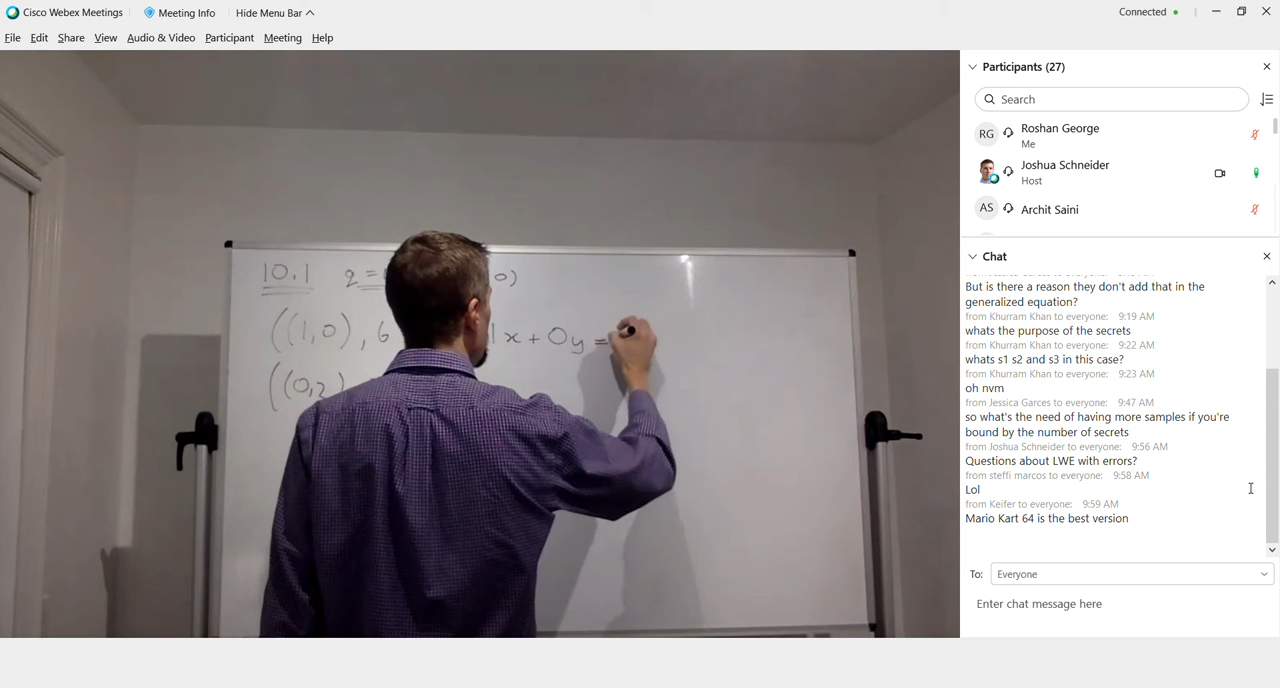 Cisco Webex Meetings
Meeting Info
Hide Menu Bar
Connected
File Edit Share View Audio & Video Participant Meeting Help
10.1 q =
0)
((1,0), 6
1x + 0y =
((0,2)
Participants (27)
Search
RG
Roshan George
Me
Joshua Schneider
Host
AS
Archit Saini
Chat
But is there a reason they don't add that in the
generalized equation?
from Khurram Khan to everyone: 9:19 AM
whats the purpose of the secrets
from Khurram Khan to everyone: 9:22 AM
whats s1 s2 and s3 in this case?
from Khurram Khan to everyone: 9:23 AM
oh nvm
from Jessica Garces to everyone: 9:47 AM
so what's the need of having more samples if you're
bound by the number of secrets
from Joshua Schneider to everyone: 9:56 AM
Questions about LWE with errors?
from steffi marcos to everyone: 9:58 AM
Lol
from Keifer to everyone: 9:59 AM
Mario Kart 64 is the best version
To: Everyone
Enter chat message here